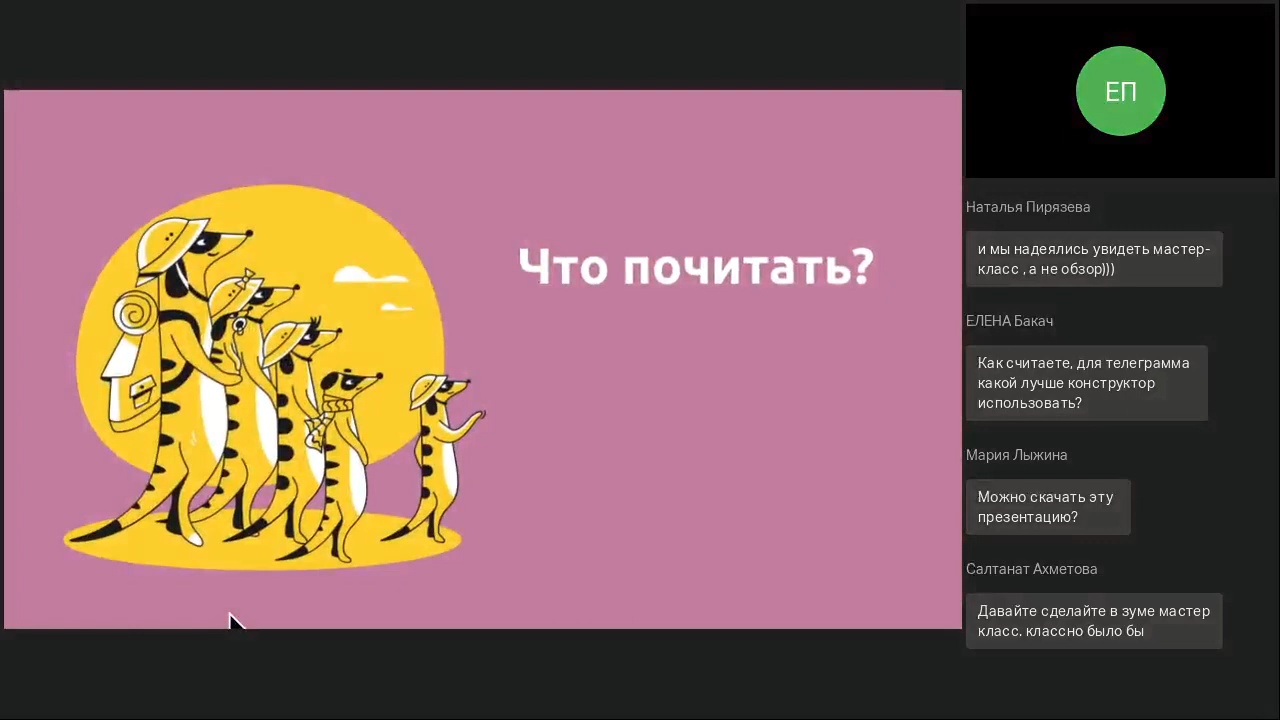 Что почитать?
ЕП
Наталья Пирязева
и мы надеялись увидеть мастер-
класс , а не обзор)))
ЕЛЕНА Бакач
Как считаете, для телеграмма
какой лучше конструктор
использовать?
Мария Лыжина
Можно скачать эту
презентацию?
Салтанат Ахметова
Давайте сделайте в зуме мастер
класс. классно было бы